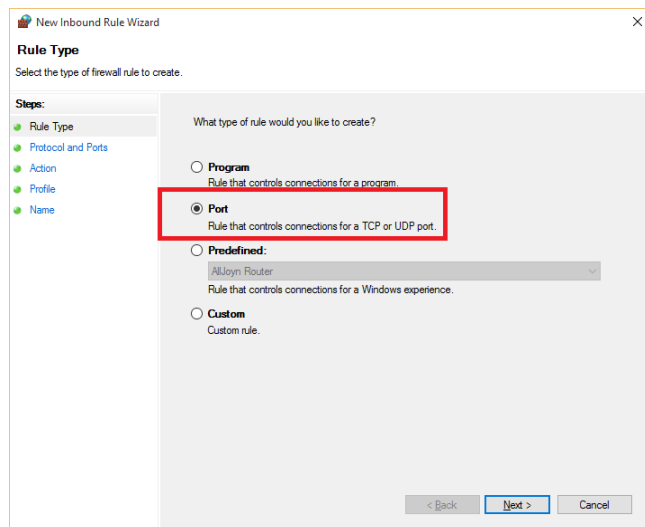 New Inbound Rule Wizard
Rule Type
Select the type of firewall rule to create.
Steps:
Rule Type
Protocol and Ports
Action
Profile
Name
What type of rule would you like to create?
Program
Rule that controls connections for a program.
Port
Rule that controls connections for a TCP or UDP port.
Predefined:
AllJoyn Router
Rule that controls connections for a Windows experience.
Custom
Custom rule.
< Back Next > Cancel